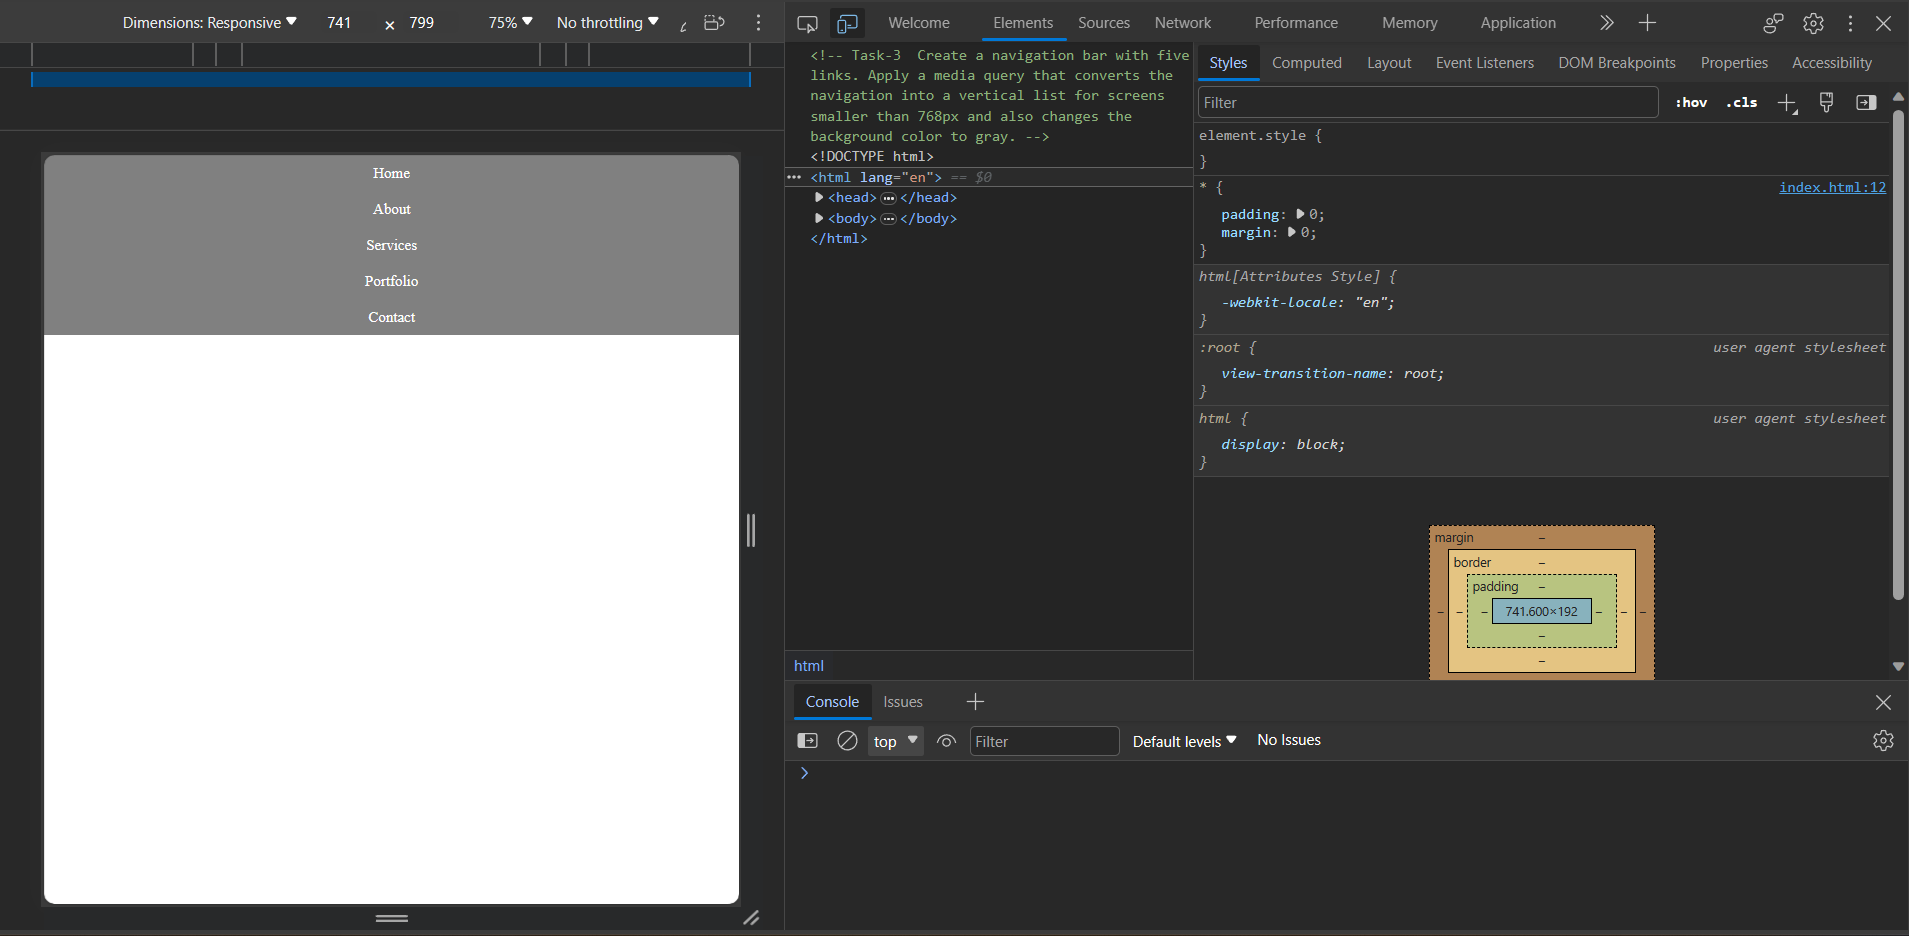 Dimensions: Responsive 741 × 799 75% No throttling
Home
About
Services
Portfolio
Contact
Welcome Elements Sources Network Performance Memory Application
<!-- Task-3  Create a navigation bar with five
links. Apply a media query that converts the
navigation into a vertical list for screens
smaller than 768px and also changes the
background color to gray. -->
<!DOCTYPE html>
<html lang="en"> == $0
<head> </head>
<body> </body>
</html>
html
Styles Computed Layout Event Listeners DOM Breakpoints Properties Accessibility
Filter :hov .cls
element.style {
}
* { index.html:12
padding: 0;
margin: 0;
}
html[Attributes Style] {
-webkit-locale: "en";
}
:root { user agent stylesheet
view-transition-name: root;
}
html { user agent stylesheet
display: block;
}
margin –
border –
padding –
– – – 741.600×192 – – –
–
–
Console Issues
top Filter Default levels No Issues